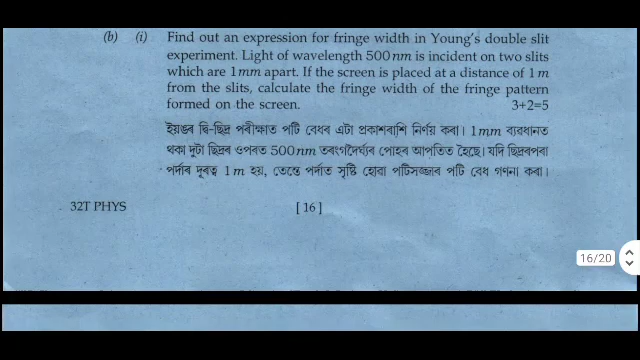 (b) (i) Find out an expression for fringe width in Young's double slit
experiment. Light of wavelength 500 nm is incident on two slits
which are 1 mm apart. If the screen is placed at a distance of 1 m
from the slits, calculate the fringe width of the fringe pattern
formed on the screen. 3+2=5
ইয়ঙৰ দ্বি-ছিদ্ৰ পৰীক্ষাত পটি বেধৰ এটা প্ৰকাশৰাশি নিৰ্ণয় কৰা। 1 mm ব্যৱধানত
থকা দুটা ছিদ্ৰৰ ওপৰত 500 nm তৰংগদৈৰ্ঘ্যৰ পোহৰ আপতিত হৈছে। যদি ছিদ্ৰৰপৰা
পৰ্দাৰ দূৰত্ব 1 m হয়, তেন্তে পৰ্দাত সৃষ্টি হোৱা পটিসজ্জাৰ পটি বেধ গণনা কৰা।
32T PHYS [ 16 ]
16/20